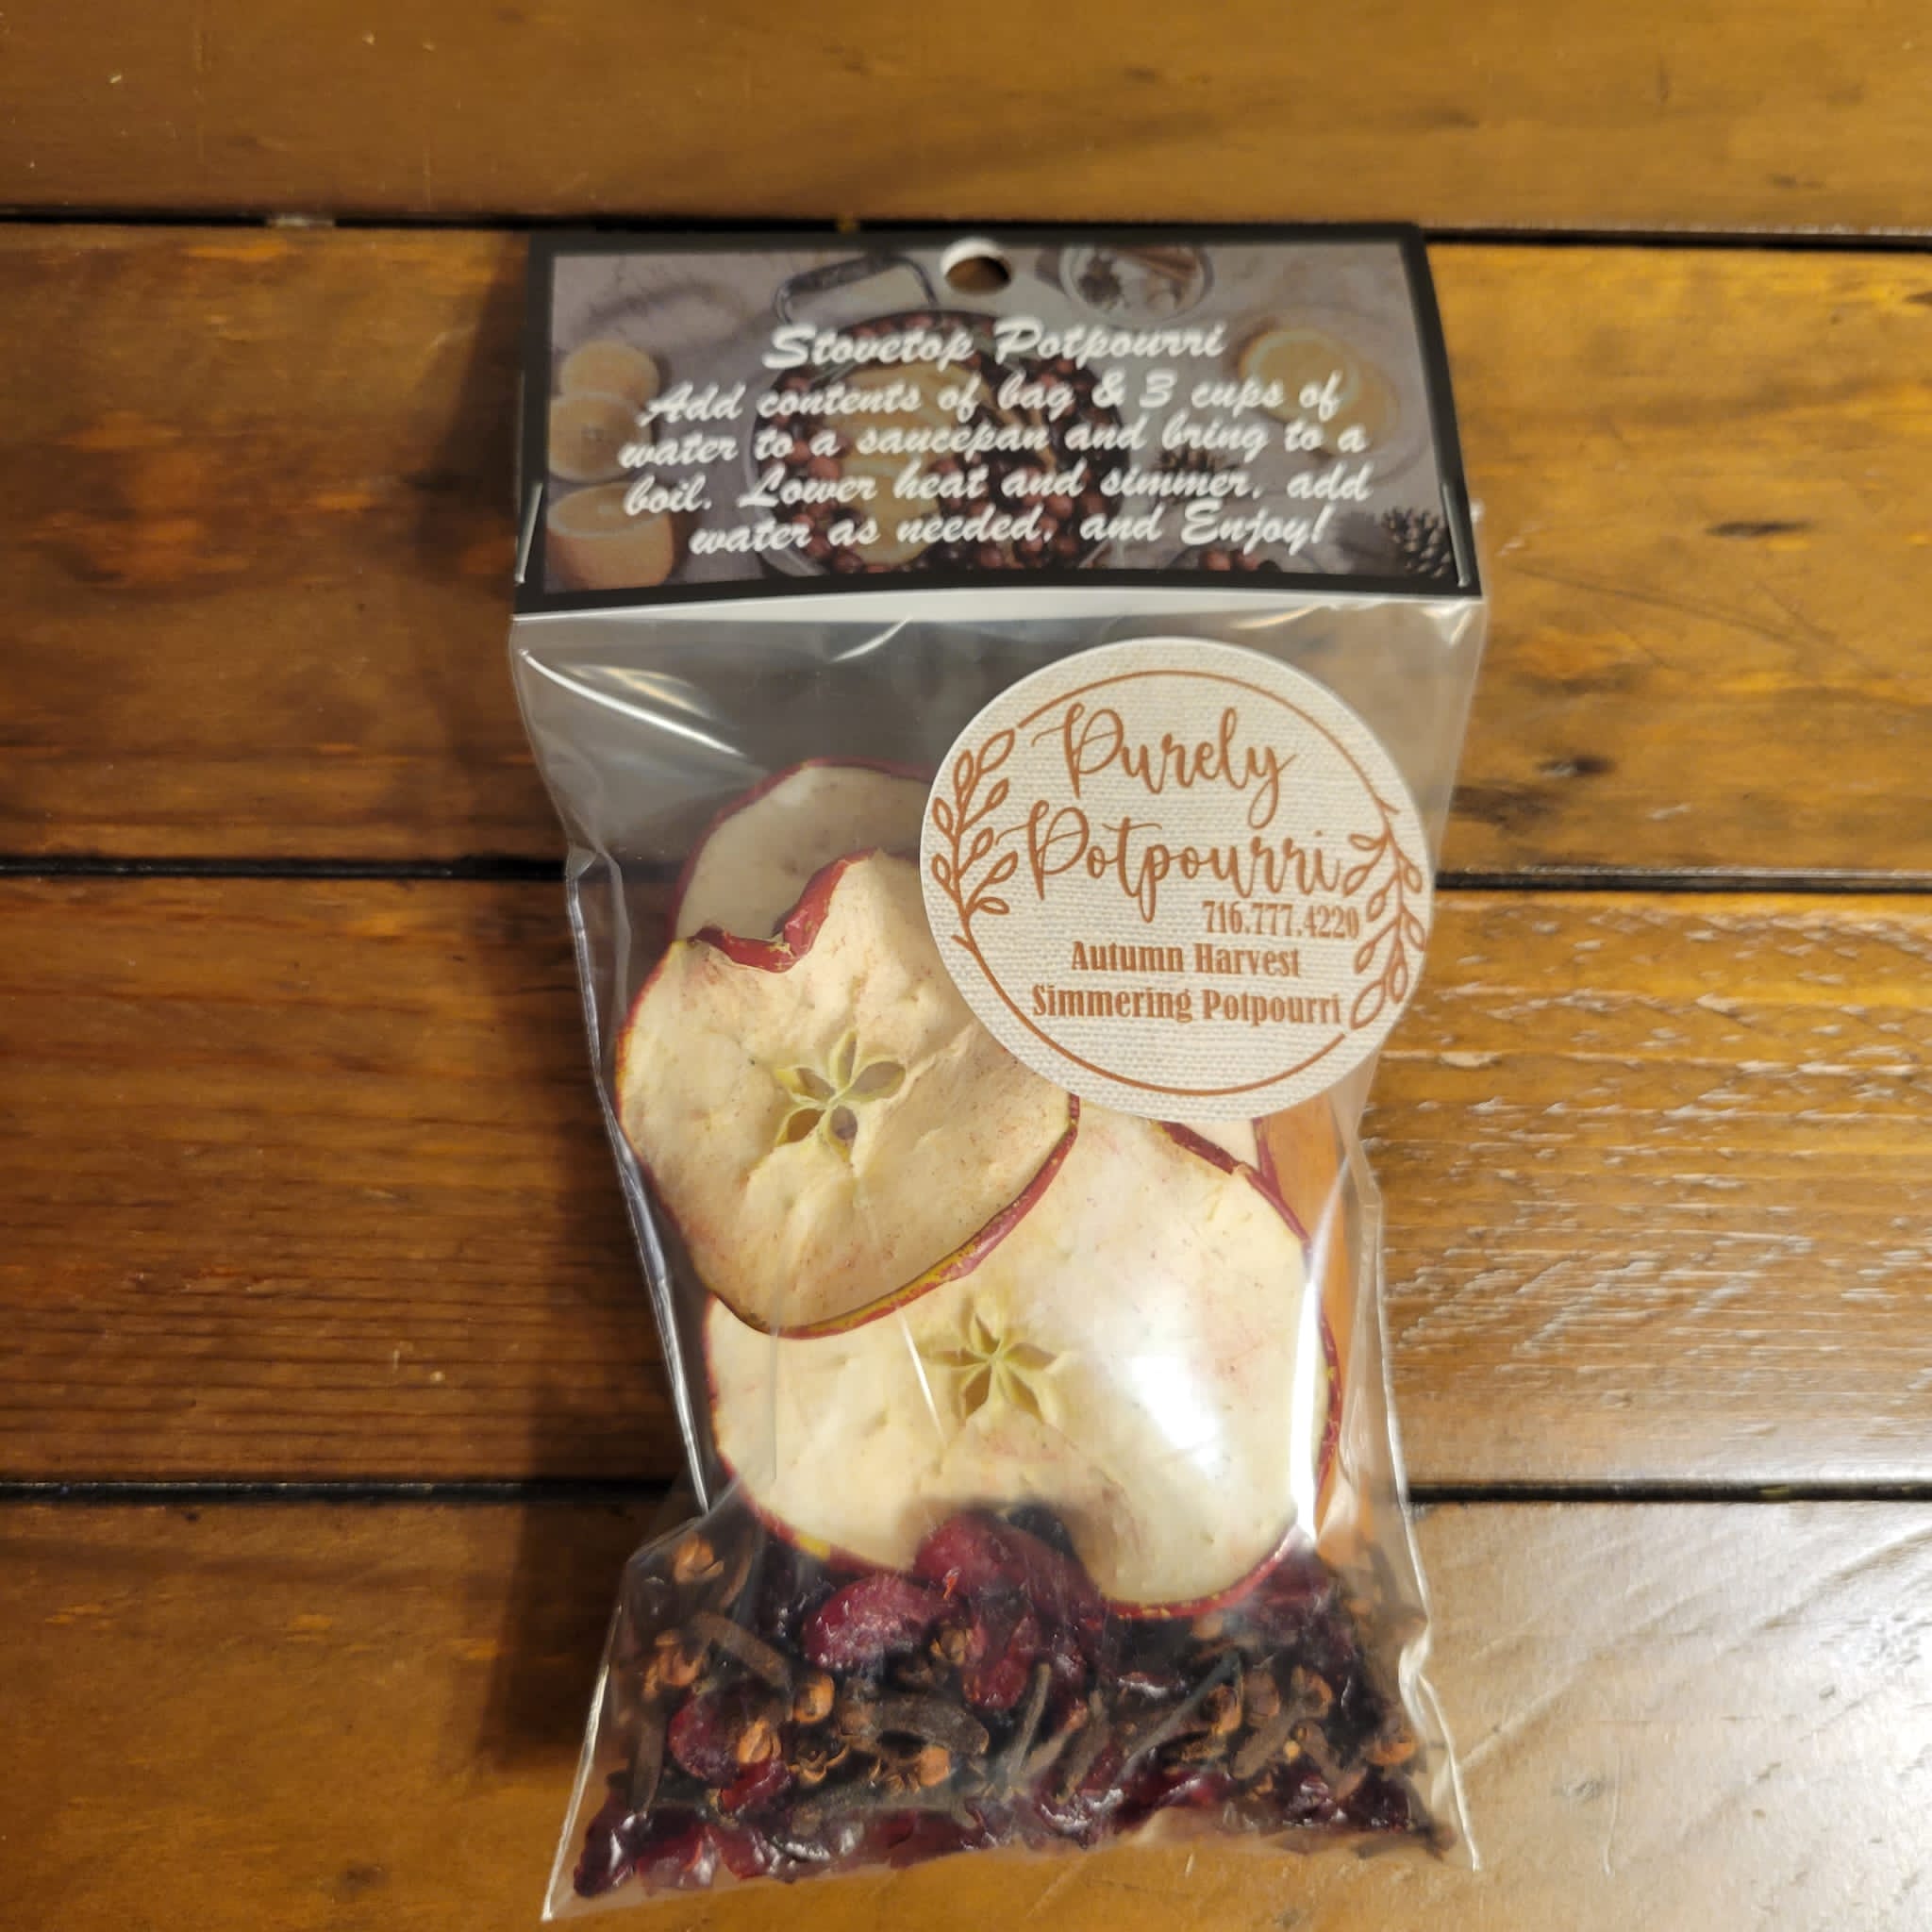 Stovetop Potpourri
Add contents of bag & 3 cups of
water to a saucepan and bring to a
boil. Lower heat and simmer, add
water as needed, and Enjoy!
Purely
Potpourri
716.777.4220
Autumn Harvest
Simmering Potpourri